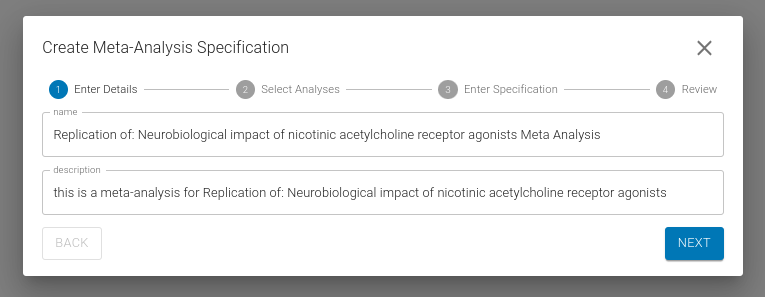 Create Meta-Analysis Specification
1 Enter Details 2 Select Analyses 3 Enter Specification 4 Review
name
Replication of: Neurobiological impact of nicotinic acetylcholine receptor agonists Meta Analysis
description
this is a meta-analysis for Replication of: Neurobiological impact of nicotinic acetylcholine receptor agonists
BACK NEXT